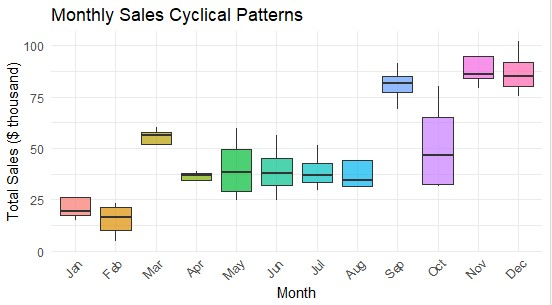 Monthly Sales Cyclical Patterns
Total Sales ($ thousand)
100
75
50
25
0
Jan Feb Mar Apr May Jun Jul Aug Sep Oct Nov Dec
Month